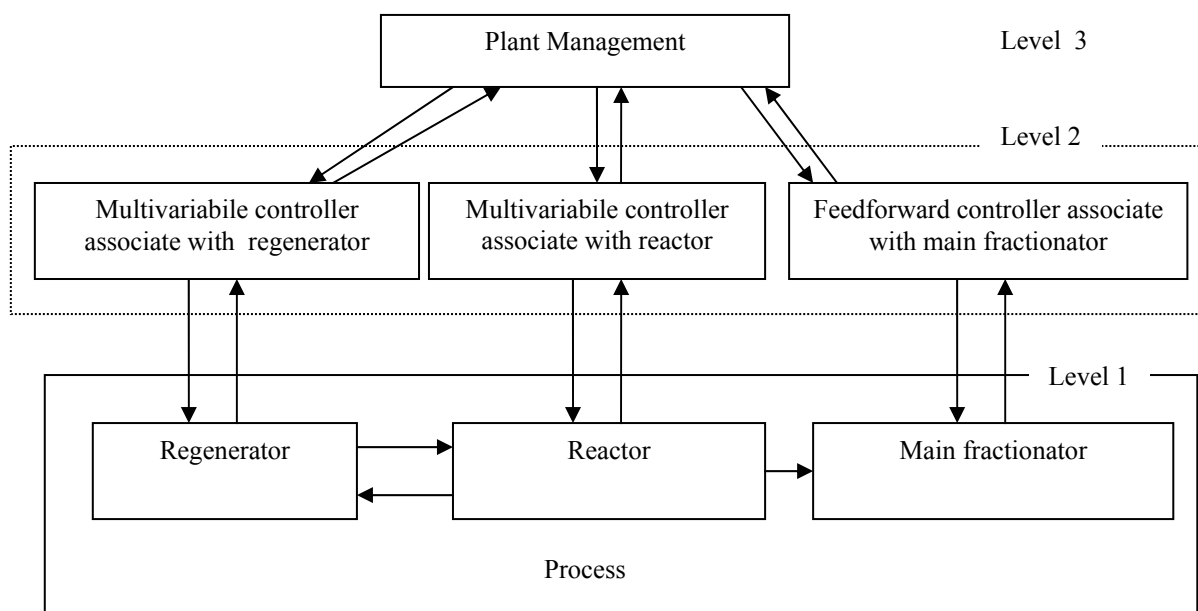 Plant Management
Level 3
Level 2
Multivariabile controller
associate with regenerator
Multivariabile controller
associate with reactor
Feedforward controller associate
with main fractionator
Level 1
Regenerator
Reactor
Main fractionator
Process